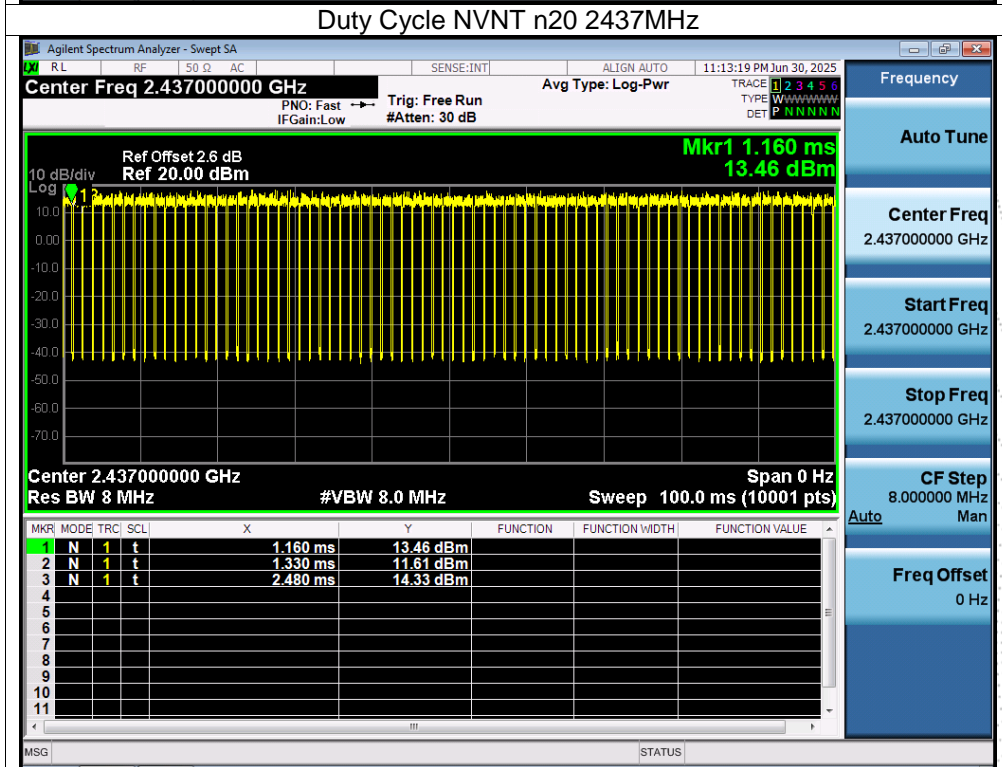 Duty Cycle NVNT n20 2437MHz
Agilent Spectrum Analyzer - Swept SA
LXI RL RF 50 Ω AC SENSE:INT ALIGN AUTO 11:13:19 PM Jun 30, 2025
Center Freq 2.437000000 GHz
PNO: Fast
IFGain:Low
Trig: Free Run
#Atten: 30 dB
Avg Type: Log-Pwr
TRACE 1 2 3 4 5 6
TYPE WWWWWW
DET P N N N N N
Ref Offset 2.6 dB
Ref 20.00 dBm
10 dB/div
Log
Mkr1 1.160 ms
13.46 dBm
10.0
0.00
-10.0
-20.0
-30.0
-40.0
-50.0
-60.0
-70.0
Center 2.437000000 GHz Span 0 Hz
Res BW 8 MHz #VBW 8.0 MHz Sweep 100.0 ms (10001 pts)
MKR MODE TRC SCL X Y FUNCTION FUNCTION WIDTH FUNCTION VALUE
1 N 1 t 1.160 ms 13.46 dBm
2 N 1 t 1.330 ms 11.61 dBm
3 N 1 t 2.480 ms 14.33 dBm
4
5
6
7
8
9
10
11
MSG STATUS
Frequency
Auto Tune
Center Freq
2.437000000 GHz
Start Freq
2.437000000 GHz
Stop Freq
2.437000000 GHz
CF Step
8.000000 MHz
Auto Man
Freq Offset
0 Hz